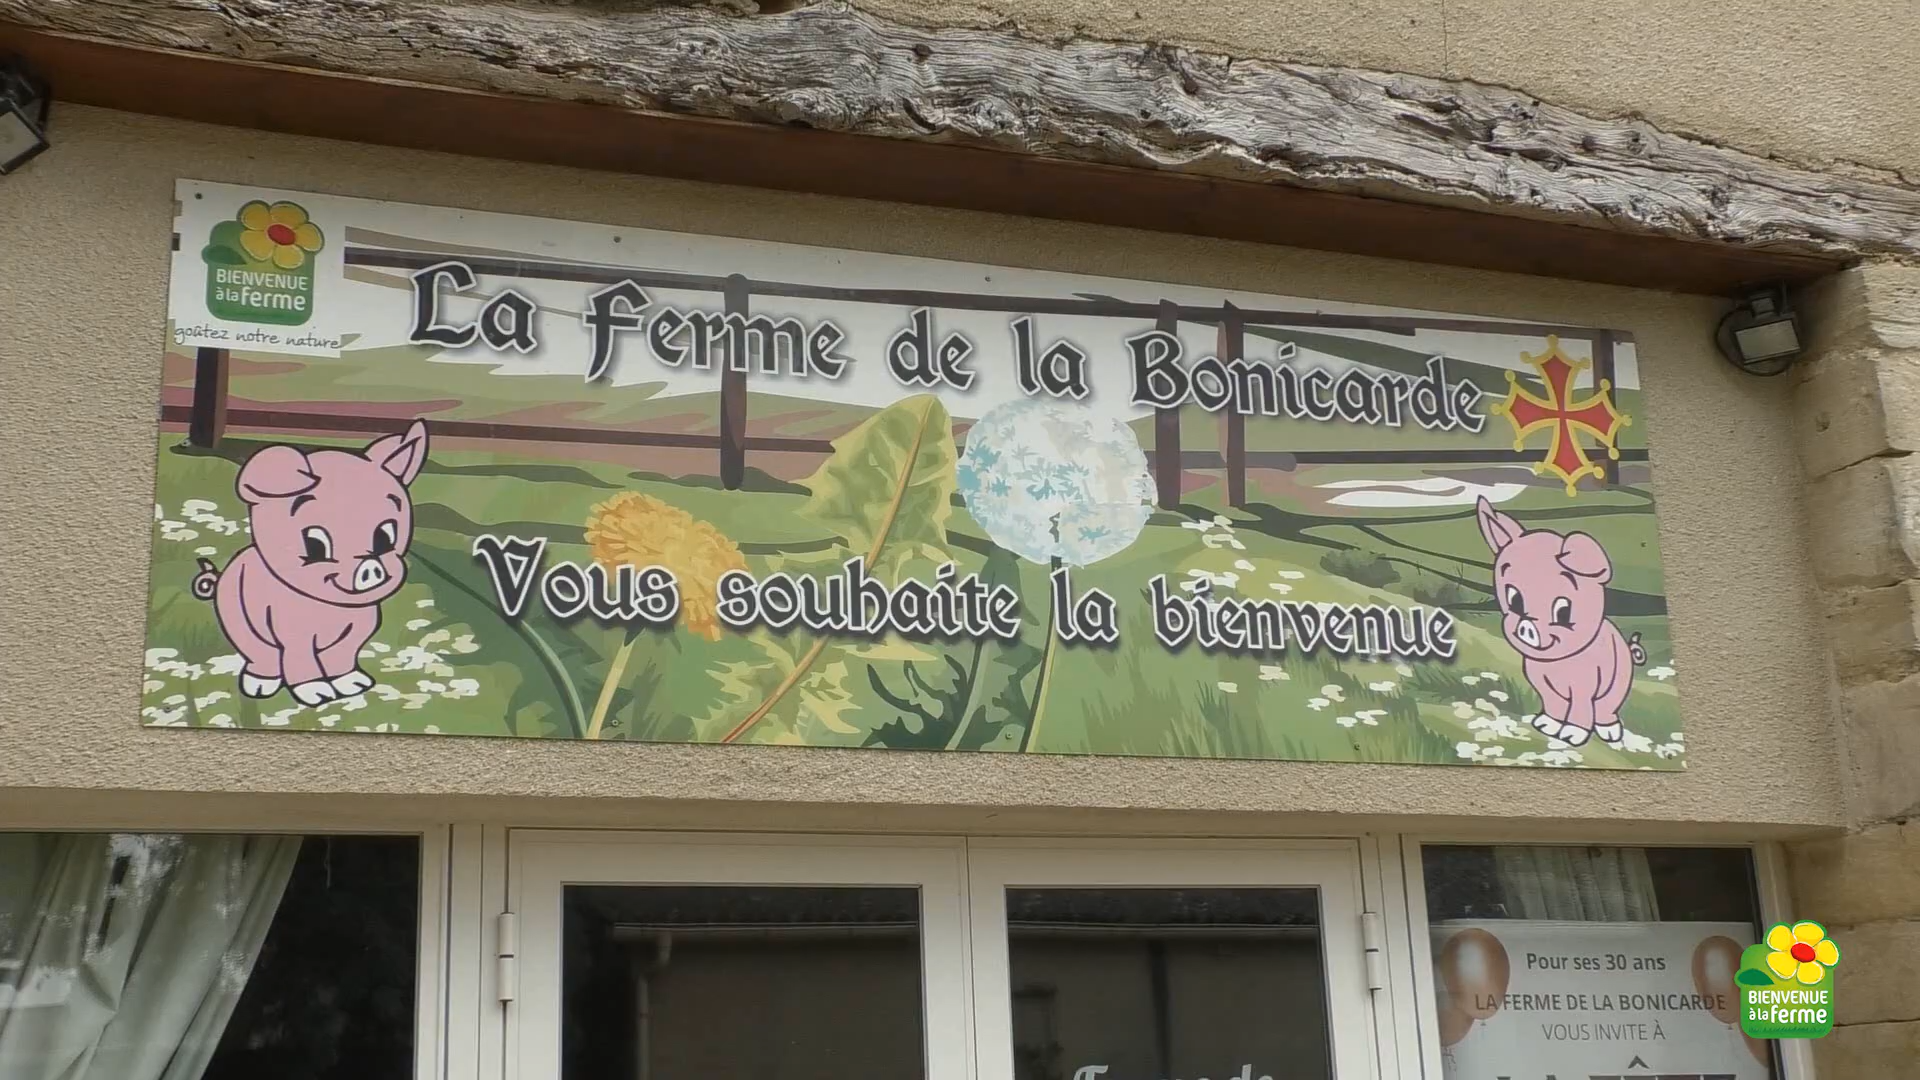 BIENVENUE
à la ferme
goûtez notre nature
La ferme de la Bonicarde
Vous souhaite la bienvenue
Pour ses 30 ans
LA FERME DE LA BONICARDE
VOUS INVITE À
BIENVENUE
à la ferme